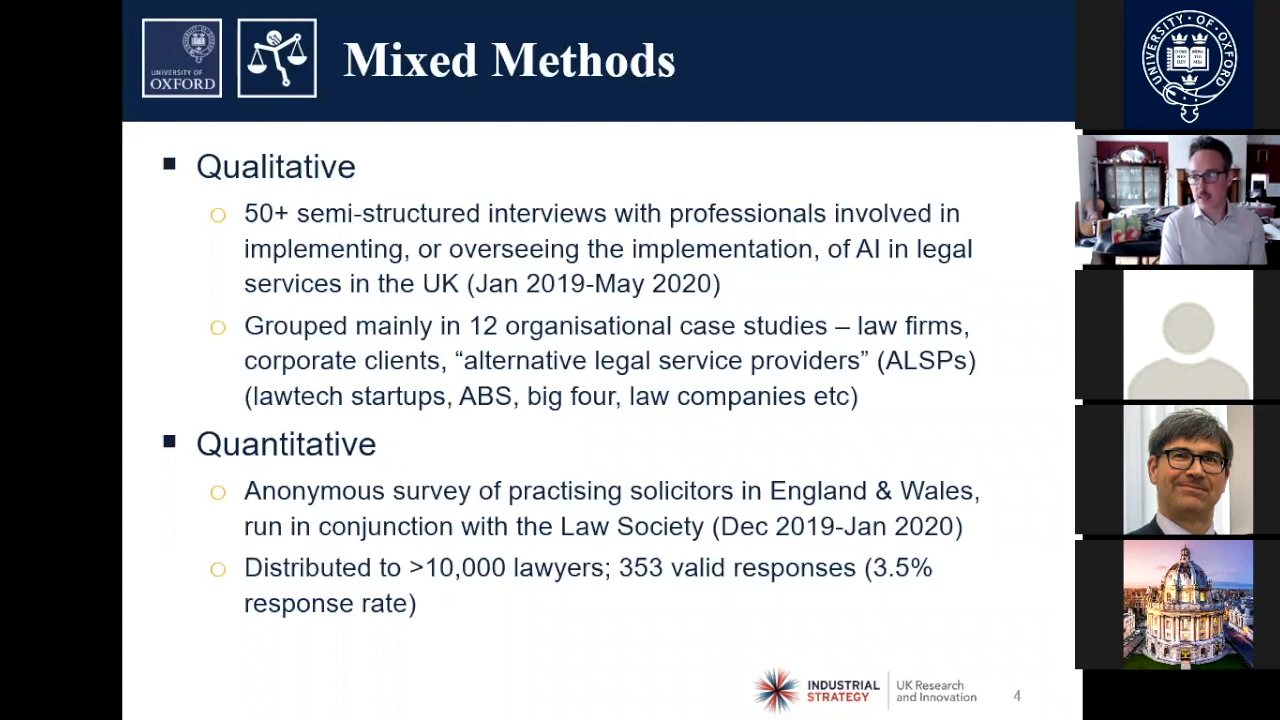 UNIVERSITY OF
OXFORD
Mixed Methods
Qualitative
50+ semi-structured interviews with professionals involved in
implementing, or overseeing the implementation, of AI in legal
services in the UK (Jan 2019-May 2020)
Grouped mainly in 12 organisational case studies – law firms,
corporate clients, “alternative legal service providers” (ALSPs)
(lawtech startups, ABS, big four, law companies etc)
Quantitative
Anonymous survey of practising solicitors in England & Wales,
run in conjunction with the Law Society (Dec 2019-Jan 2020)
Distributed to >10,000 lawyers; 353 valid responses (3.5%
response rate)
INDUSTRIAL
STRATEGY
UK Research
and Innovation
4
UNIVERSITY · OF · OXFORD